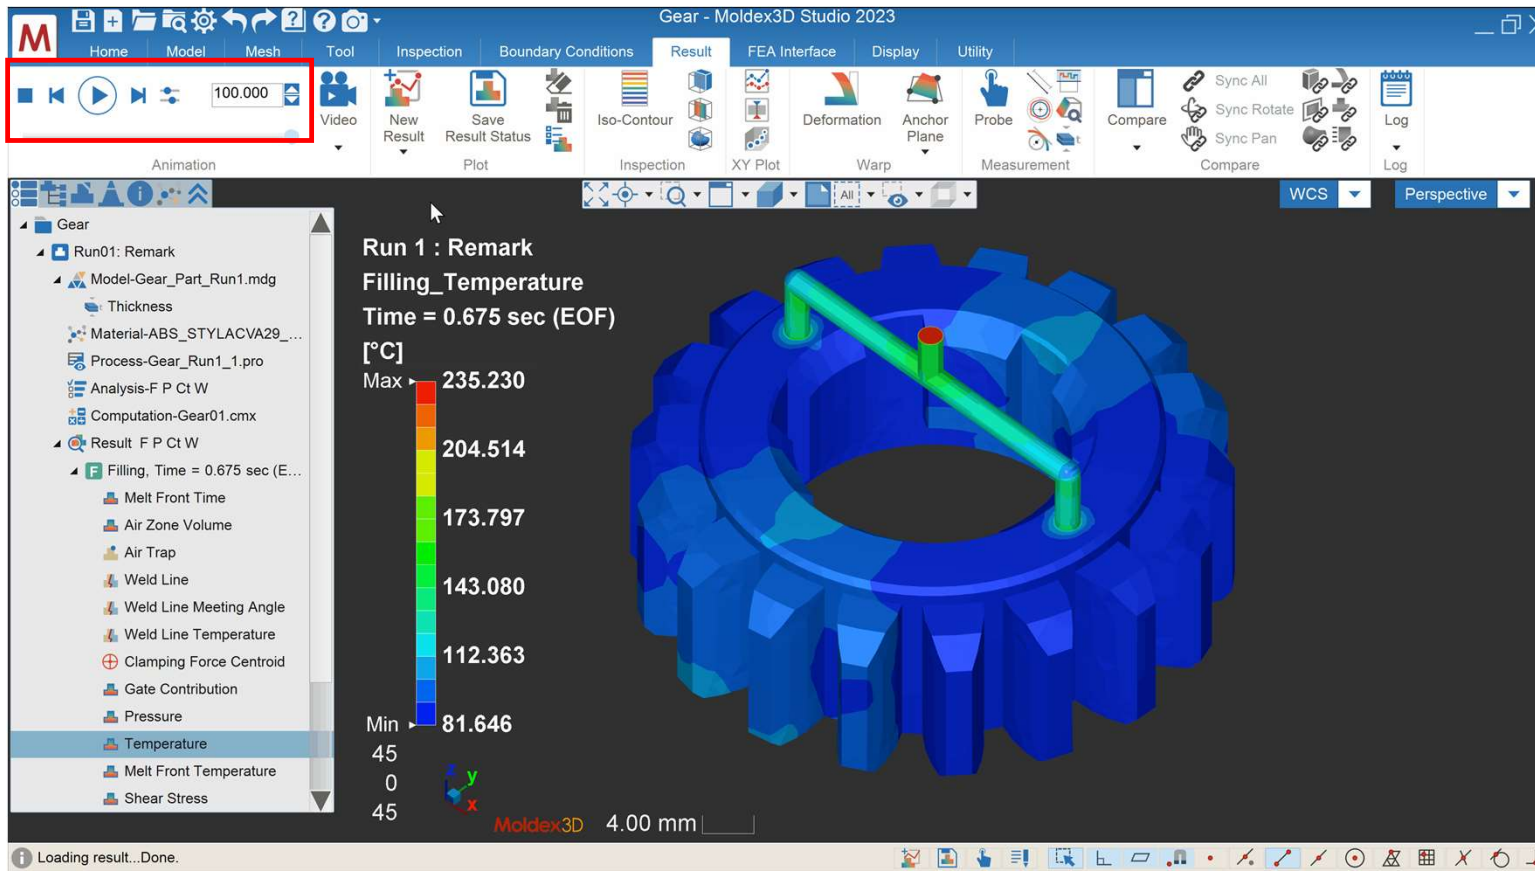 Gear - Moldex3D Studio 2023
M
Home Model Mesh Tool Inspection Boundary Conditions Result FEA Interface Display Utility
100.000
Video
New Result
Save Result Status
Iso-Contour
Deformation
Anchor Plane
Probe
Compare
Sync All
Sync Rotate
Sync Pan
Log
Animation Plot Inspection XY Plot Warp Measurement Compare Log
All
WCS
Perspective
Gear
Run01: Remark
Model-Gear_Part_Run1.mdg
Thickness
Material-ABS_STYLACVA29_...
Process-Gear_Run1_1.pro
Analysis-F P Ct W
Computation-Gear01.cmx
Result F P Ct W
F Filling, Time = 0.675 sec (E...
Melt Front Time
Air Zone Volume
Air Trap
Weld Line
Weld Line Meeting Angle
Weld Line Temperature
Clamping Force Centroid
Gate Contribution
Pressure
Temperature
Melt Front Temperature
Shear Stress
Run 1 : Remark
Filling_Temperature
Time = 0.675 sec (EOF)
[°C]
Max 235.230
204.514
173.797
143.080
112.363
Min 81.646
45
0
45
z
y
x
Moldex3D
4.00 mm
Loading result...Done.